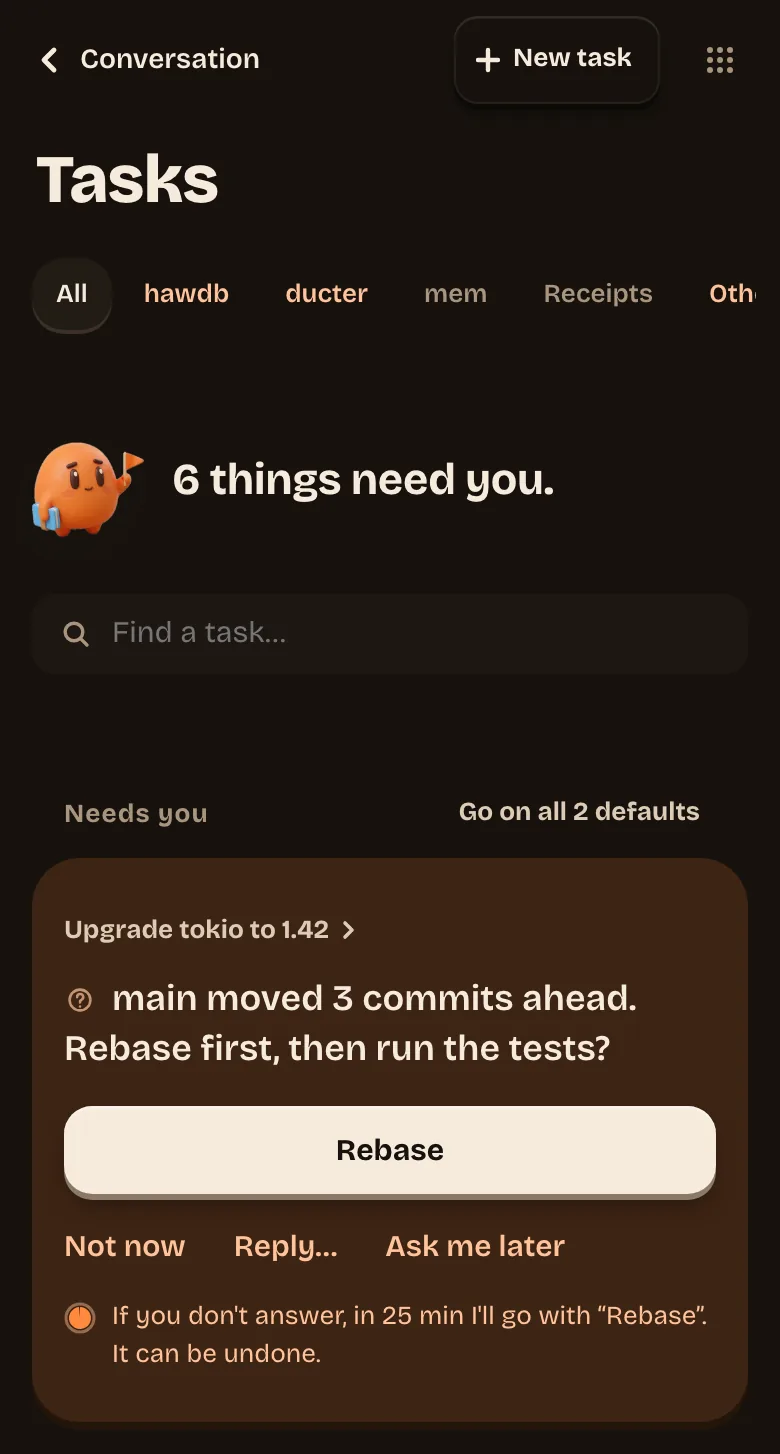 Conversation
New task
Tasks
All
hawdb
ducter
mem
Receipts
6 things need you.
Find a task...
Needs you
Go on all 2 defaults
Upgrade tokio to 1.42
main moved 3 commits ahead.
Rebase first, then run the tests?
Rebase
Not now
Reply...
Ask me later
If you don't answer, in 25 min I'll go with “Rebase”.
It can be undone.